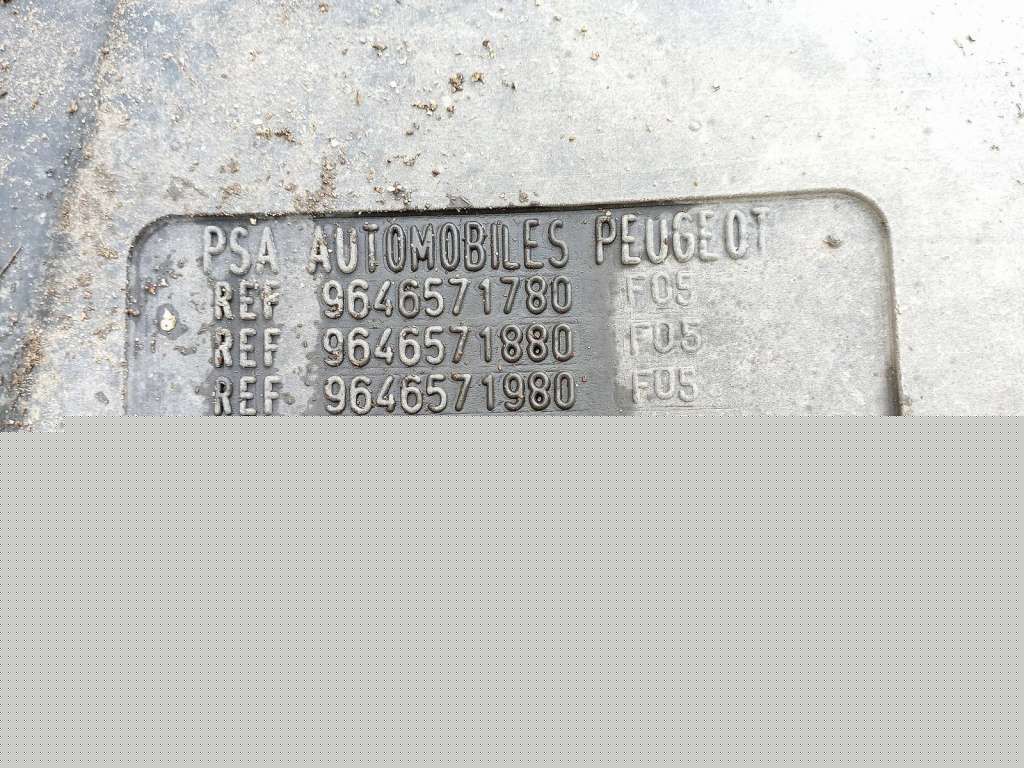 PSA AUTOMOBILES PEUGEOT
REF 9646571780 F05
REF 9646571880 F05
REF 9646571980 F05